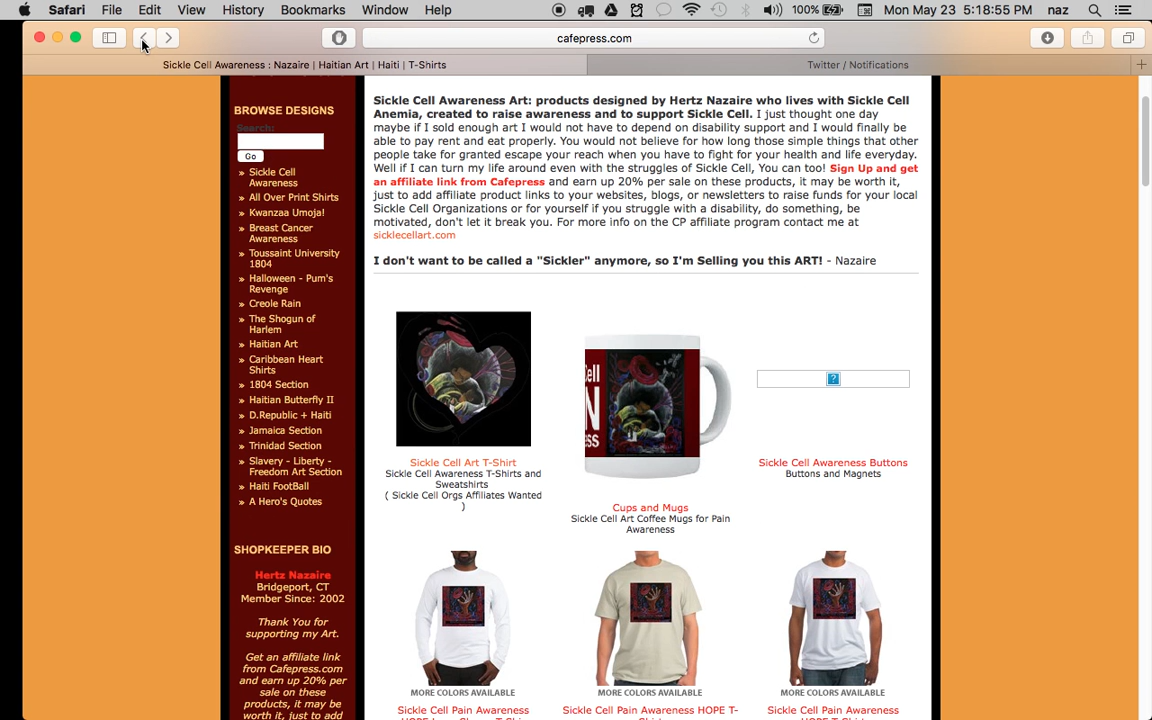 Safari File Edit View History Bookmarks Window Help 100% Mon May 23 5:18:55 PM naz
cafepress.com
Sickle Cell Awareness : Nazaire | Haitian Art | Haiti | T-Shirts
Twitter / Notifications
BROWSE DESIGNS
Search:
Go
» Sickle Cell
Awareness
» All Over Print Shirts
» Kwanzaa Umoja!
» Breast Cancer
Awareness
» Toussaint University
1804
» Halloween - Pum's
Revenge
» Creole Rain
» The Shogun of
Harlem
» Haitian Art
» Caribbean Heart
Shirts
» 1804 Section
» Haitian Butterfly II
» D.Republic + Haiti
» Jamaica Section
» Trinidad Section
» Slavery - Liberty -
Freedom Art Section
» Haiti FootBall
» A Hero's Quotes
SHOPKEEPER BIO
Hertz Nazaire
Bridgeport, CT
Member Since: 2002
Thank You for
supporting my Art.
Get an affiliate link
from Cafepress.com
and earn up 20% per
sale on these
products, it may be
worth it, just to add
Sickle Cell Awareness Art: products designed by Hertz Nazaire who lives with Sickle Cell
Anemia, created to raise awareness and to support Sickle Cell. I just thought one day
maybe if I sold enough art I would not have to depend on disability support and I would finally be
able to pay rent and eat properly. You would not believe for how long those simple things that other
people take for granted escape your reach when you have to fight for your health and life everyday.
Well if I can turn my life around even with the struggles of Sickle Cell, You can too! Sign Up and get
an affiliate link from Cafepress and earn up 20% per sale on these products, it may be worth it,
just to add affiliate product links to your websites, blogs, or newsletters to raise funds for your local
Sickle Cell Organizations or for yourself if you struggle with a disability, do something, be
motivated, don't let it break you. For more info on the CP affiliate program contact me at
sicklecellart.com
I don't want to be called a "Sickler" anymore, so I'm Selling you this ART! - Nazaire
Sickle Cell Art T-Shirt
Sickle Cell Awareness T-Shirts and
Sweatshirts
( Sickle Cell Orgs Affiliates Wanted
)
ell
N
ess
Cups and Mugs
Sickle Cell Art Coffee Mugs for Pain
Awareness
?
Sickle Cell Awareness Buttons
Buttons and Magnets
MORE COLORS AVAILABLE
Sickle Cell Pain Awareness
MORE COLORS AVAILABLE
Sickle Cell Pain Awareness HOPE T-
MORE COLORS AVAILABLE
Sickle Cell Pain Awareness